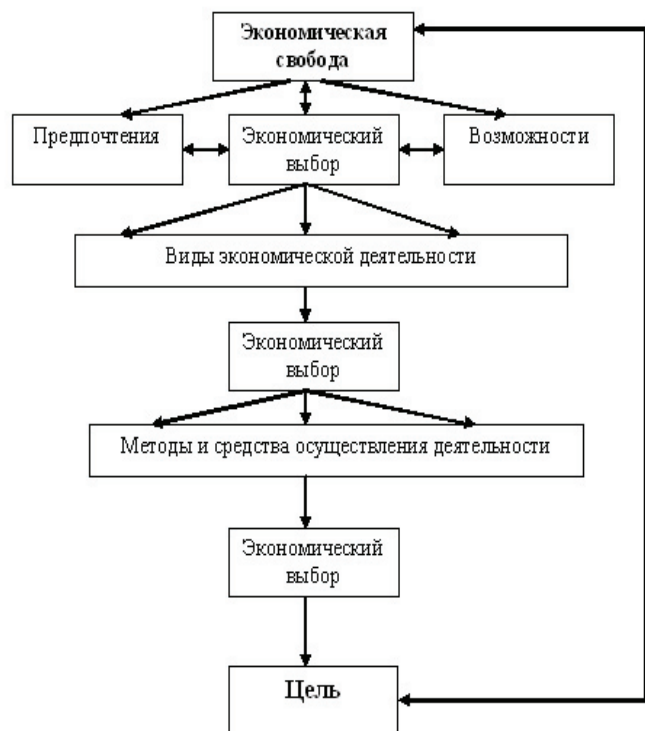 Экономическая
свобода
Предпочтения
Экономический
выбор
Возможности
Виды экономической деятельности
Экономический
выбор
Методы и средства осуществления деятельности
Экономический
выбор
Цель